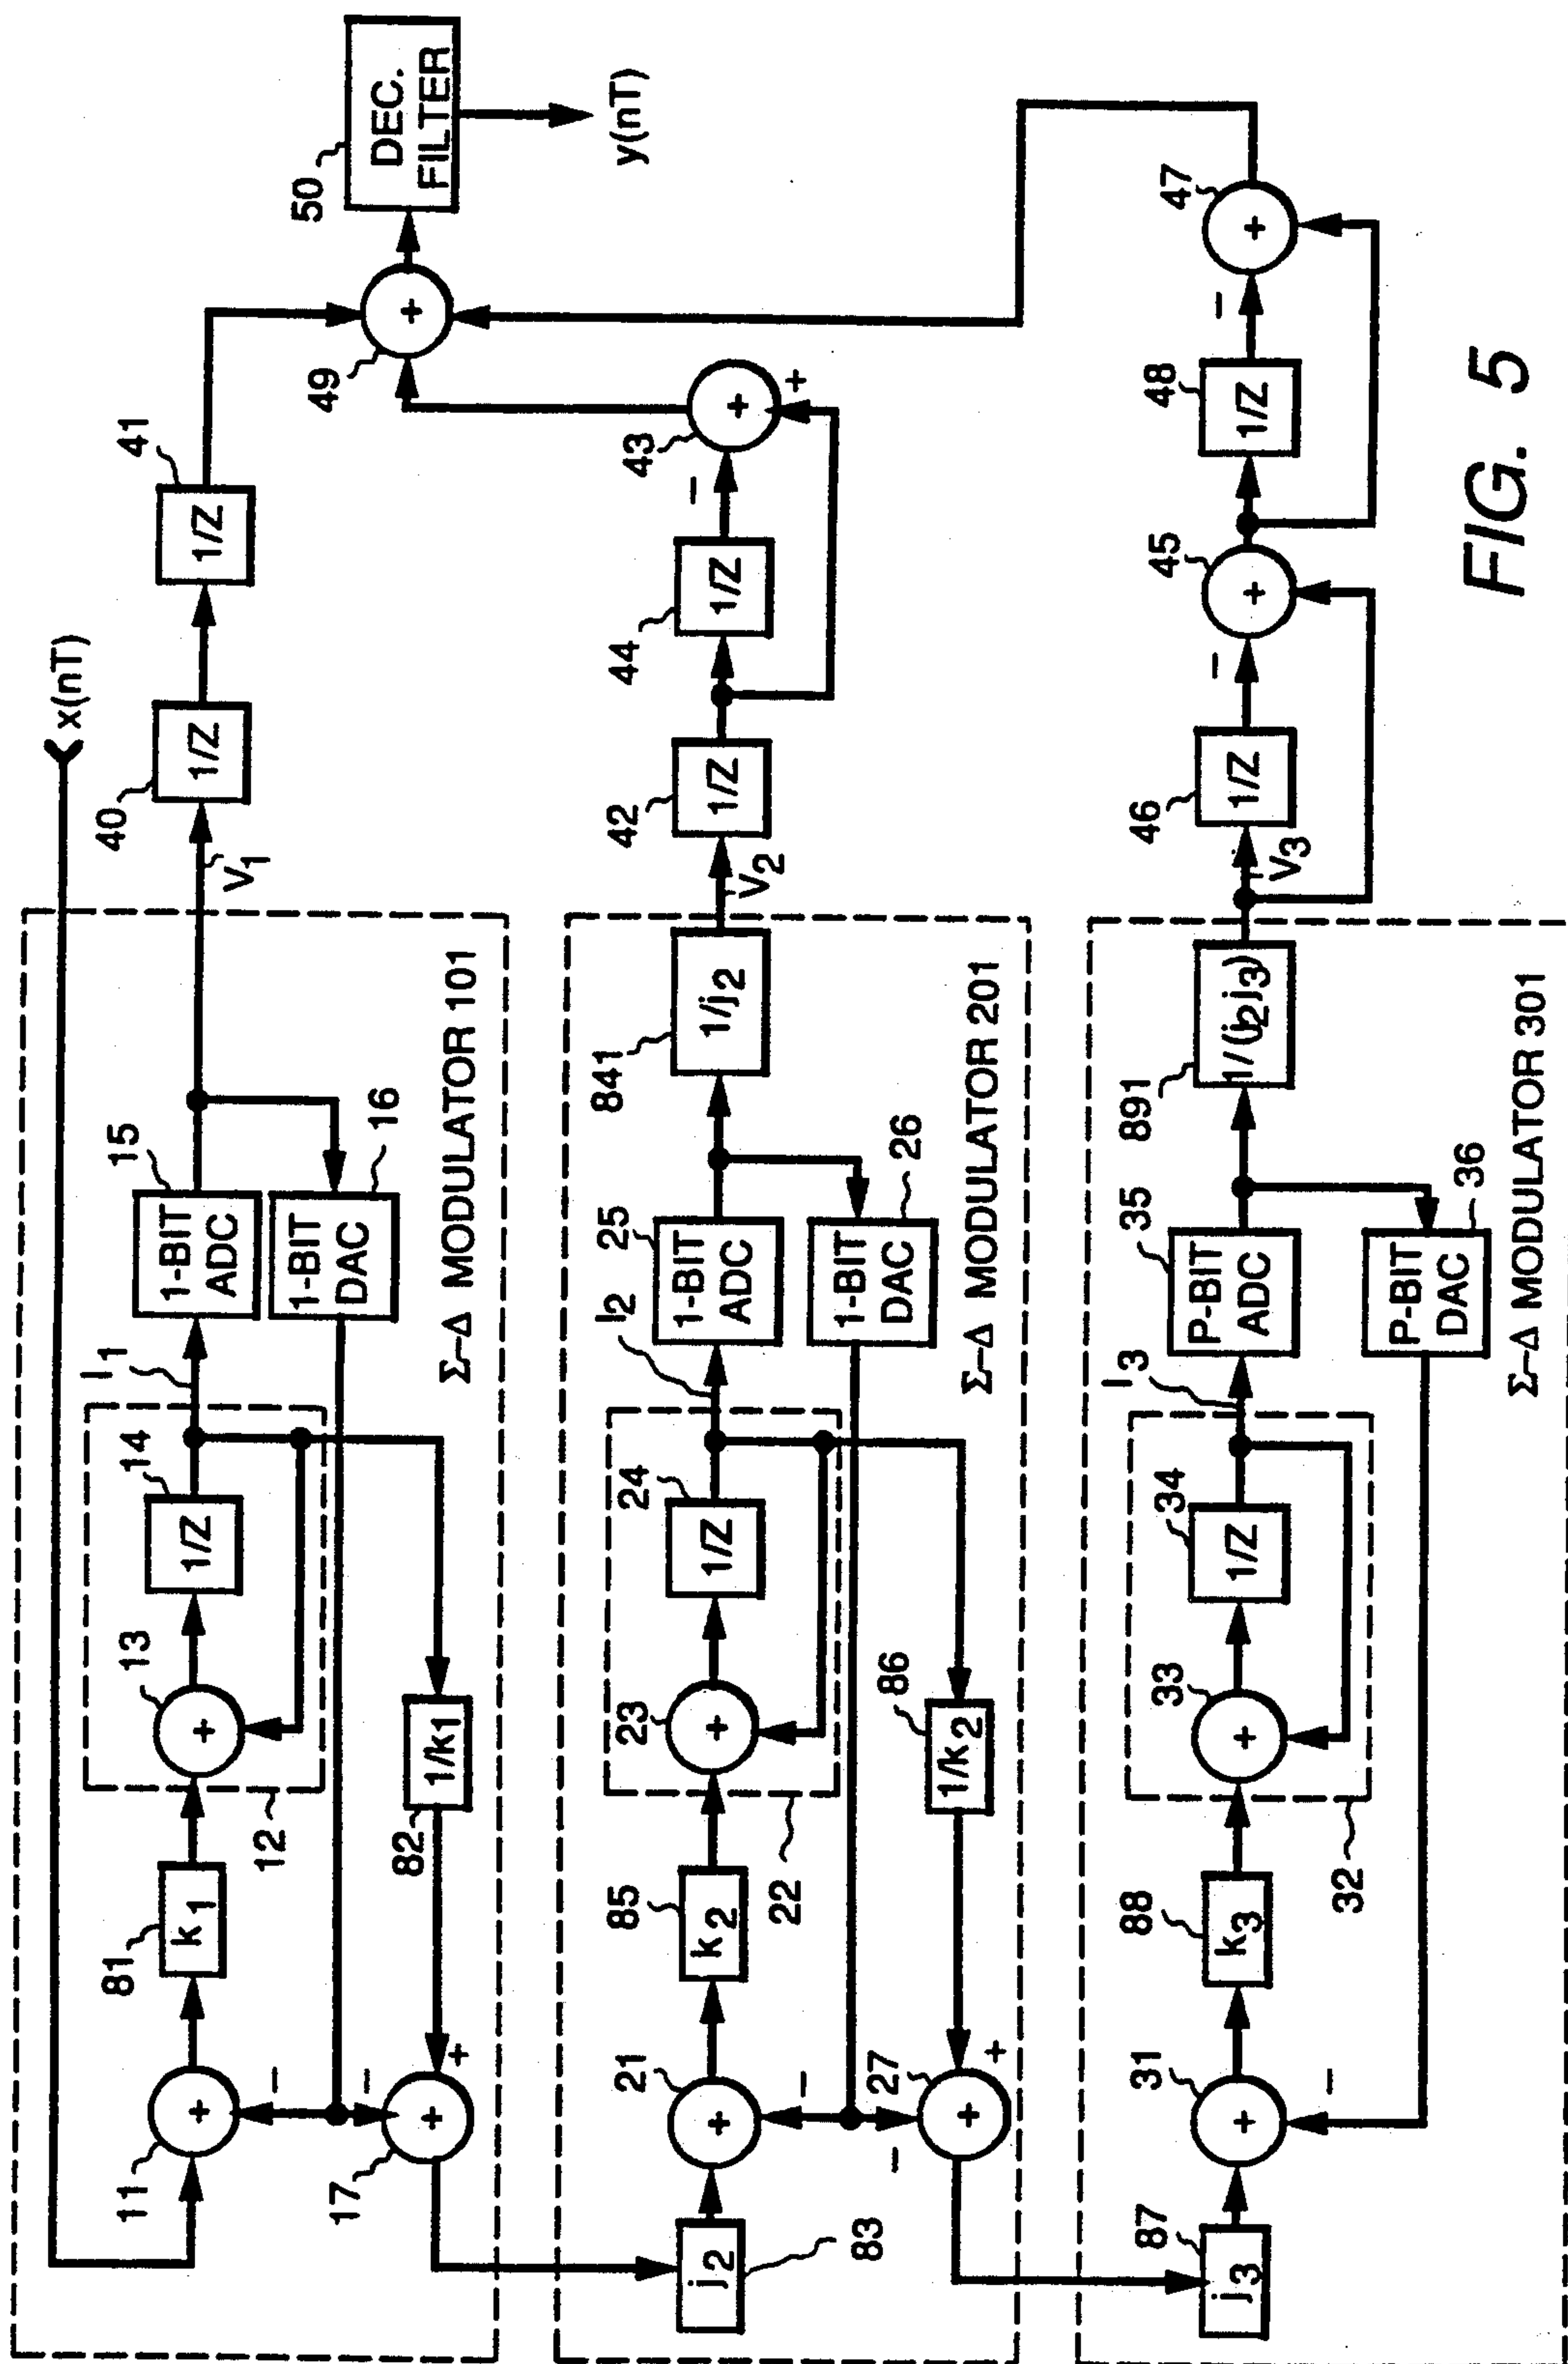 x(nT)
11
81
k1
12
13
14
1/Z
I1
15
1-BIT
ADC
1-BIT
DAC
16
V1
40
1/Z
41
1/Z
+
−
−
+
+
+
17
82
1/k1
Σ–Δ MODULATOR 101
49
+
50
DEC.
FILTER
y(nT)
j2
83
21
+
85
k2
22
23
+
24
1/Z
I2
25
1-BIT
ADC
1-BIT
DAC
26
841
1/j2
V2
42
1/Z
44
1/Z
−
43
+
+
−
−
27
+
+
86
1/k2
Σ–Δ MODULATOR 201
87
j3
31
+
−
88
k3
32
33
+
34
1/Z
I3
35
P-BIT
ADC
P-BIT
DAC
36
891
1/(j2j3)
V3
46
1/Z
−
45
+
48
1/Z
−
47
+
Σ–Δ MODULATOR 301
FIG. 5